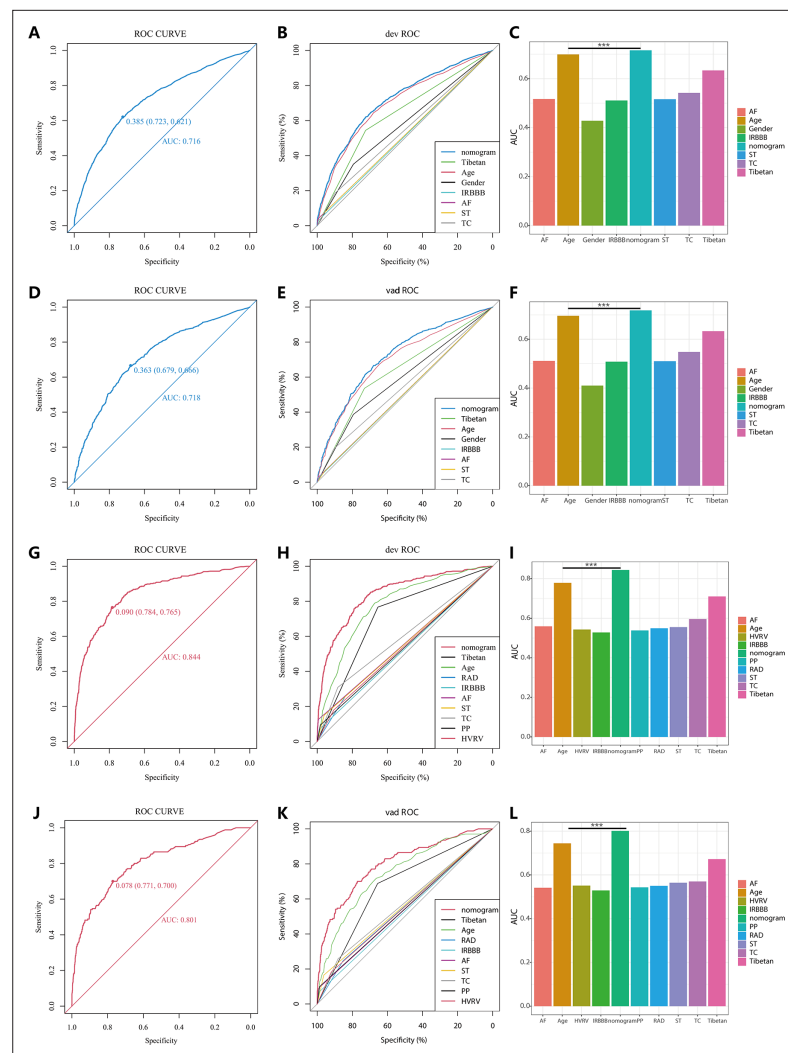 A
ROC CURVE
Sensitivity
1.0
0.8
0.6
0.4
0.2
0.0
0.385 (0.723, 0.621)
AUC: 0.716
1.0 0.8 0.6 0.4 0.2 0.0
Specificity
B
dev ROC
Sensitivity (%)
100
80
60
40
20
0
nomogram
Tibetan
Age
Gender
IRBBB
AF
ST
TC
100 80 60 40 20 0
Specificity (%)
C
AUC
0.6
0.4
0.2
0.0
***
AF Age Gender IRBBB nomogram ST TC Tibetan
AF
Age
Gender
IRBBB
nomogram
ST
TC
Tibetan
D
ROC CURVE
Sensitivity
1.0
0.8
0.6
0.4
0.2
0.0
0.363 (0.679, 0.666)
AUC: 0.718
1.0 0.8 0.6 0.4 0.2 0.0
Specificity
E
vad ROC
Sensitivity (%)
100
80
60
40
20
0
nomogram
Tibetan
Age
Gender
IRBBB
AF
ST
TC
100 80 60 40 20 0
Specificity (%)
F
AUC
0.6
0.4
0.2
0.0
***
AF Age Gender IRBBB nomogram ST TC Tibetan
AF
Age
Gender
IRBBB
nomogram
ST
TC
Tibetan
G
ROC CURVE
Sensitivity
1.0
0.8
0.6
0.4
0.2
0.0
0.090 (0.784, 0.765)
AUC: 0.844
1.0 0.8 0.6 0.4 0.2 0.0
Specificity
H
dev ROC
Sensitivity (%)
100
80
60
40
20
0
nomogram
Tibetan
Age
RAD
IRBBB
AF
ST
TC
PP
HVRV
100 80 60 40 20 0
Specificity (%)
I
AUC
0.8
0.6
0.4
0.2
0.0
***
AF Age HVRV IRBBB nomogram PP RAD ST TC Tibetan
AF
Age
HVRV
IRBBB
nomogram
PP
RAD
ST
TC
Tibetan
J
ROC CURVE
Sensitivity
1.0
0.8
0.6
0.4
0.2
0.0
0.078 (0.771, 0.700)
AUC: 0.801
1.0 0.8 0.6 0.4 0.2 0.0
Specificity
K
vad ROC
Sensitivity (%)
100
80
60
40
20
0
nomogram
Tibetan
Age
RAD
IRBBB
AF
ST
TC
PP
HVRV
100 80 60 40 20 0
Specificity (%)
L
AUC
0.8
0.6
0.4
0.2
0.0
***
AF Age HVRV IRBBB nomogram PP RAD ST TC Tibetan
AF
Age
HVRV
IRBBB
nomogram
PP
RAD
ST
TC
Tibetan